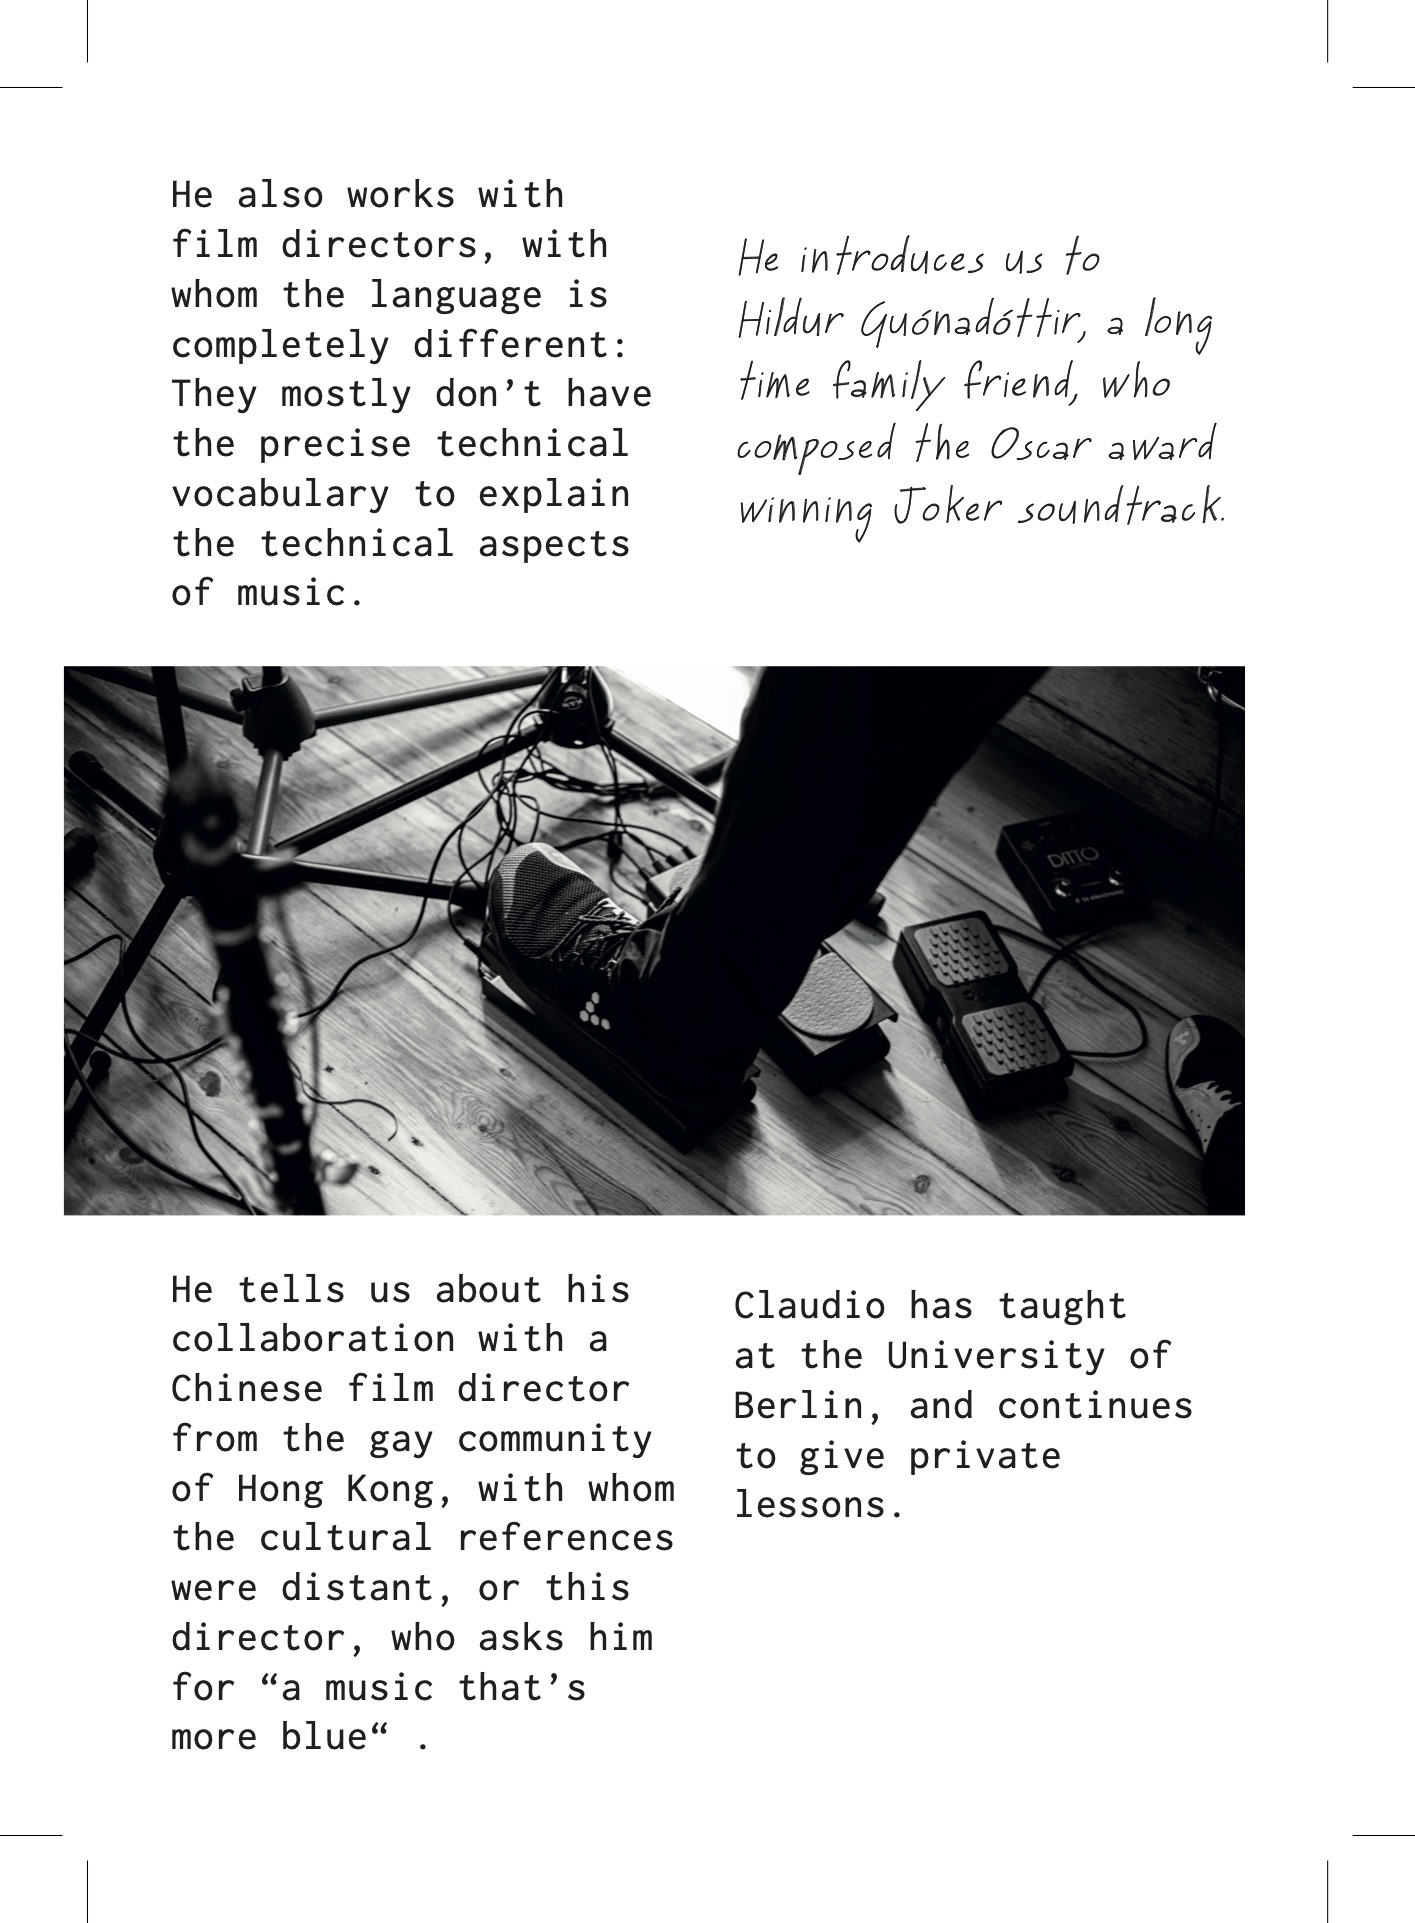 He also works with
film directors, with
whom the language is
completely different:
They mostly don’t have
the precise technical
vocabulary to explain
the technical aspects
of music.
He introduces us to
Hildur Guónadóttir, a long
time family friend, who
composed the Oscar award
winning Joker soundtrack.
DITTO
tc electronic
He tells us about his
collaboration with a
Chinese film director
from the gay community
of Hong Kong, with whom
the cultural references
were distant, or this
director, who asks him
for “a music that’s
more blue“ .
Claudio has taught
at the University of
Berlin, and continues
to give private
lessons.